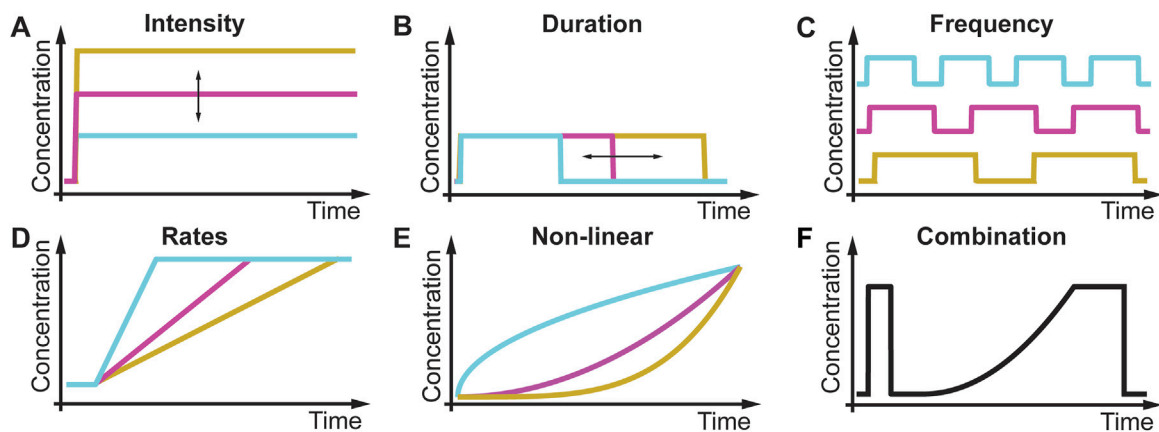 A
Intensity
Concentration
Time
B
Duration
Concentration
Time
C
Frequency
Concentration
Time
D
Rates
Concentration
Time
E
Non-linear
Concentration
Time
F
Combination
Concentration
Time